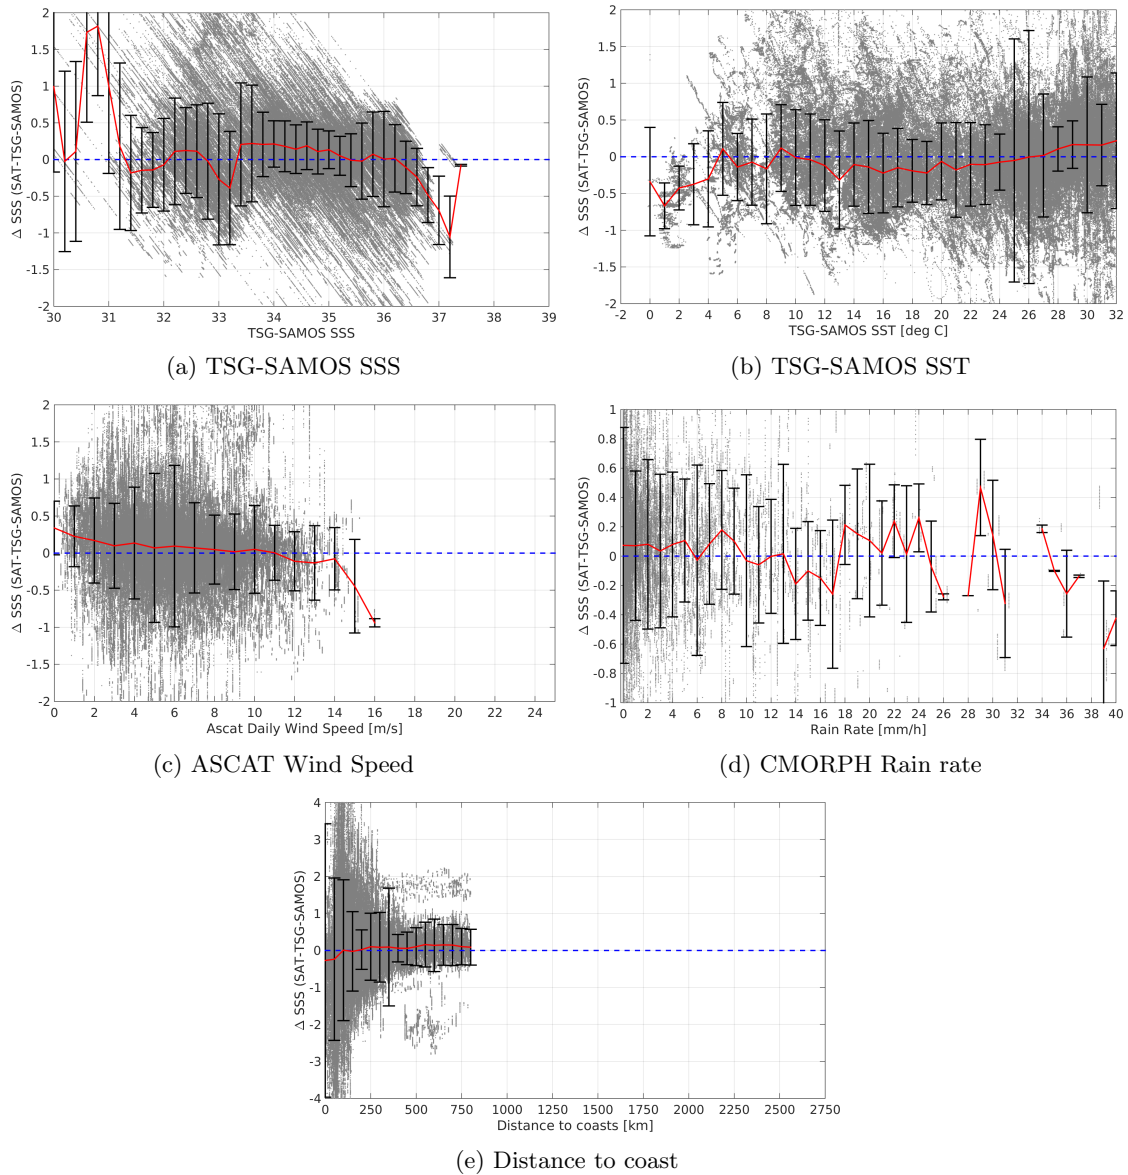 2
1.5
1
0.5
0
-0.5
-1
-1.5
-2
30 31 32 33 34 35 36 37 38 39
TSG-SAMOS SSS
Δ SSS (SAT-TSG-SAMOS)
(a) TSG-SAMOS SSS
2
1.5
1
0.5
0
-0.5
-1
-1.5
-2
-2 0 2 4 6 8 10 12 14 16 18 20 22 24 26 28 30 32
TSG-SAMOS SST [deg C]
Δ SSS (SAT-TSG-SAMOS)
(b) TSG-SAMOS SST
2
1.5
1
0.5
0
-0.5
-1
-1.5
-2
0 2 4 6 8 10 12 14 16 18 20 22 24
Ascat Daily Wind Speed [m/s]
Δ SSS (SAT-TSG-SAMOS)
(c) ASCAT Wind Speed
1
0.8
0.6
0.4
0.2
0
-0.2
-0.4
-0.6
-0.8
-1
0 2 4 6 8 10 12 14 16 18 20 22 24 26 28 30 32 34 36 38 40
Rain Rate [mm/h]
Δ SSS (SAT-TSG-SAMOS)
(d) CMORPH Rain rate
4
3
2
1
0
-1
-2
-3
-4
0 250 500 750 1000 1250 1500 1750 2000 2250 2500 2750
Distance to coasts [km]
Δ SSS (SAT-TSG-SAMOS)
(e) Distance to coast